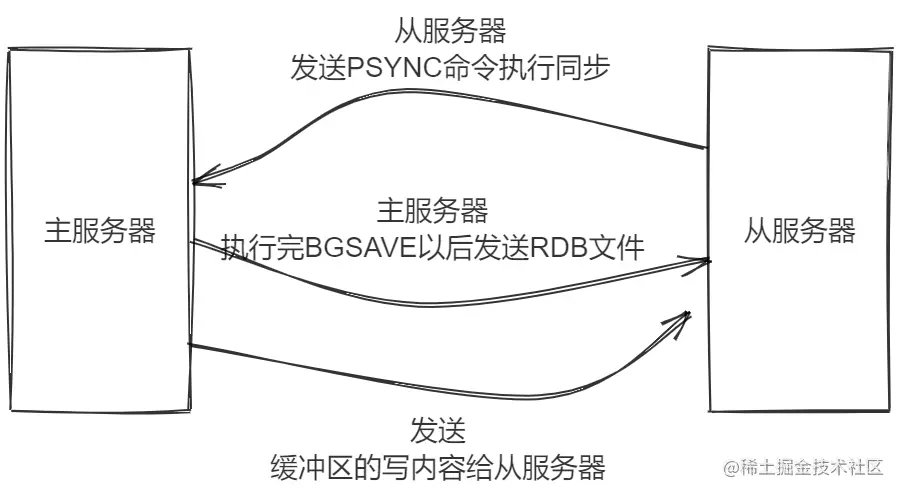 从服务器
发送PSYNC命令执行同步
主服务器
主服务器
执行完BGSAVE以后发送RDB文件
从服务器
发送
缓冲区的写内容给从服务器
@稀土掘金技术社区